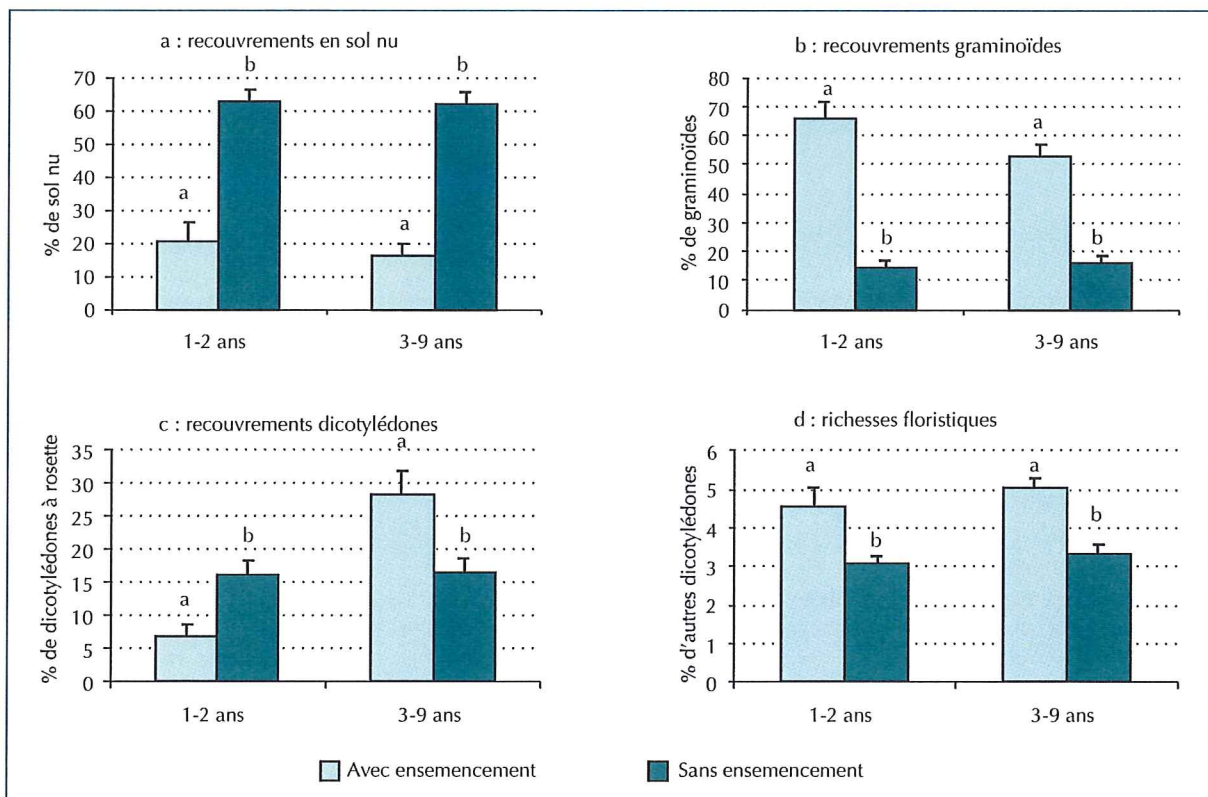 a : recouvrements en sol nu
% de sol nu
70
60
50
40
30
20
10
0
a
b
a
b
1-2 ans
3-9 ans
b : recouvrements graminoïdes
% de graminoïdes
80
70
60
50
40
30
20
10
0
a
b
a
b
1-2 ans
3-9 ans
c : recouvrements dicotylédones
% de dicotylédones à rosette
35
30
25
20
15
10
5
0
a
b
a
b
1-2 ans
3-9 ans
d : richesses floristiques
% d'autres dicotylédones
6
5
4
3
2
1
0
a
b
a
b
1-2 ans
3-9 ans
Avec ensemencement
Sans ensemencement